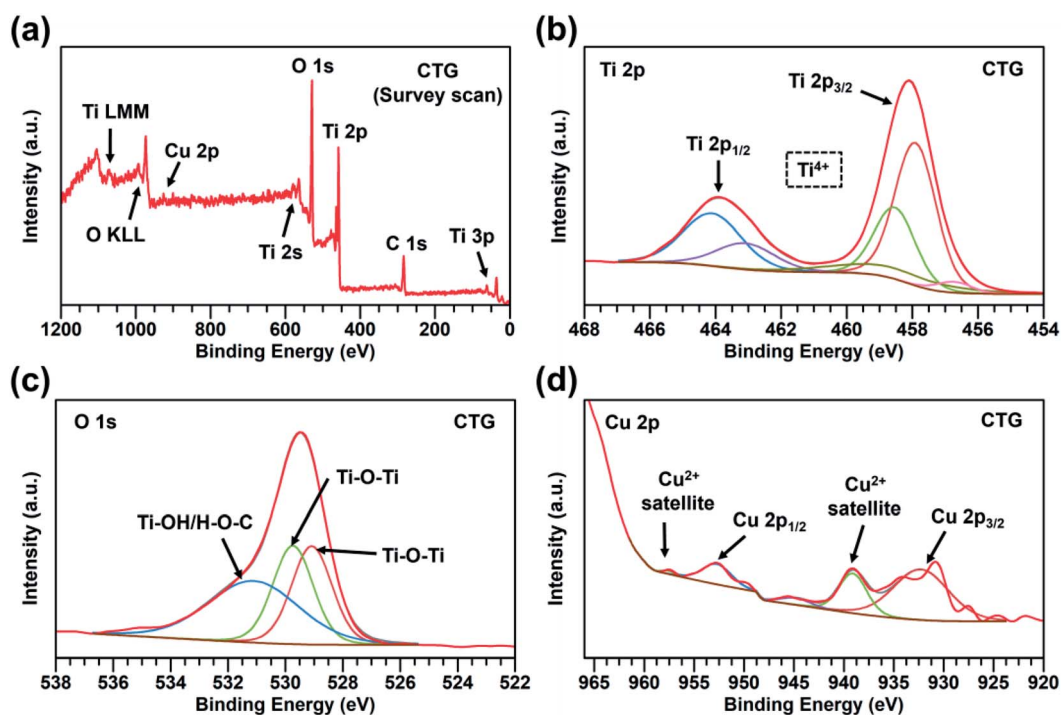 (a)
CTG
(Survey scan)
O 1s
Ti 2p
Ti LMM
Cu 2p
O KLL
Ti 2s
C 1s
Ti 3p
Intensity (a.u.)
1200 1000 800 600 400 200 0
Binding Energy (eV)
(b)
Ti 2p
CTG
Ti 2p3/2
Ti 2p1/2
Ti4+
Intensity (a.u.)
468 466 464 462 460 458 456 454
Binding Energy (eV)
(c)
O 1s
CTG
Ti-O-Ti
Ti-OH/H-O-C
Ti-O-Ti
Intensity (a.u.)
538 536 534 532 530 528 526 524 522
Binding Energy (eV)
(d)
Cu 2p
CTG
Cu2+
satellite
Cu 2p1/2
Cu2+
satellite
Cu 2p3/2
Intensity (a.u.)
965 960 955 950 945 940 935 930 925 920
Binding Energy (eV)